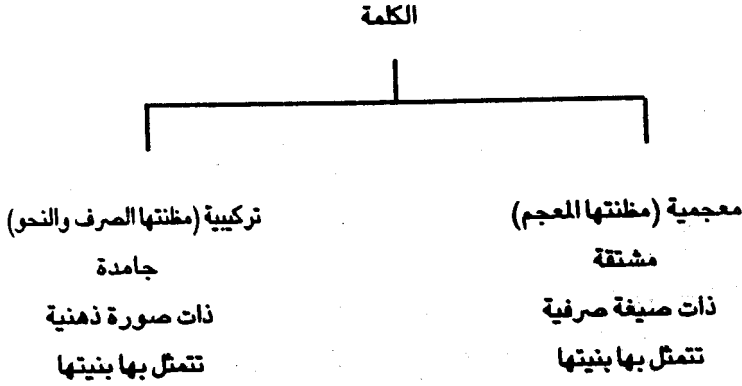 الكلمة
معجمية (مظنتها المعجم)
مشتقة
ذات صيغة صرفية
تتمثل بها بنيتها
تركيبية (مظنتها الصرف والنحو)
جامدة
ذات صورة ذهنية
تتمثل بها بنيتها